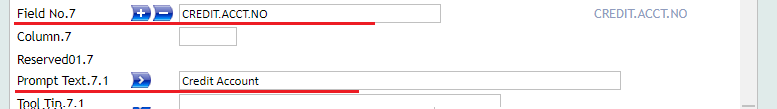 Field No.7 CREDIT.ACCT.NO CREDIT.ACCT.NO
Column.7
Reserved01.7
Prompt Text.7.1 Credit Account
Tool Tip.7.1